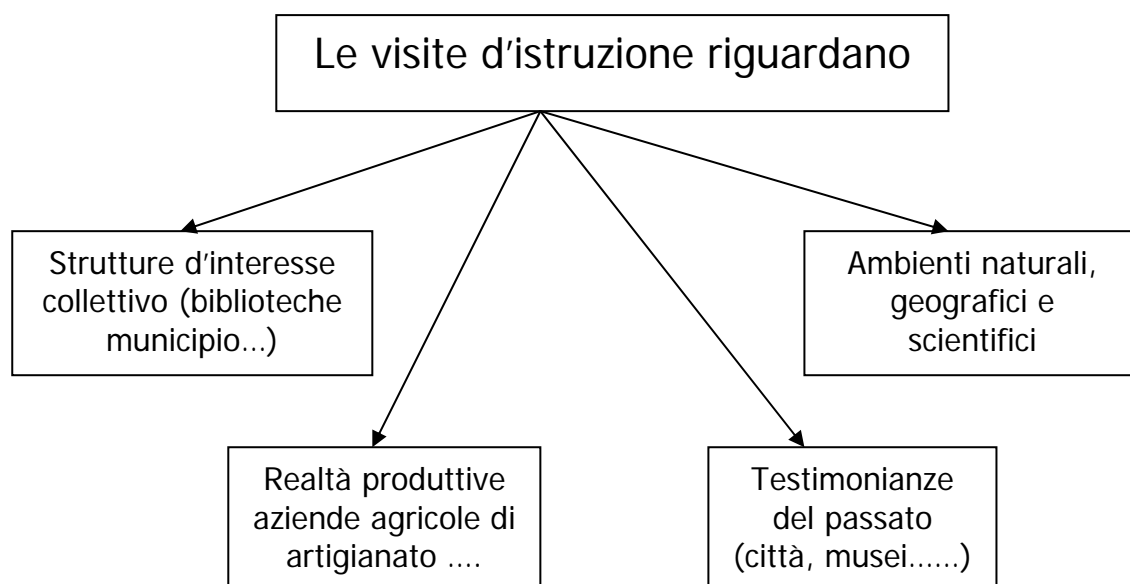 Le visite d'istruzione riguardano
Strutture d'interesse
collettivo (biblioteche
municipio...)
Ambienti naturali,
geografici e
scientifici
Realtà produttive
aziende agricole di
artigianato ....
Testimonianze
del passato
(città, musei......)